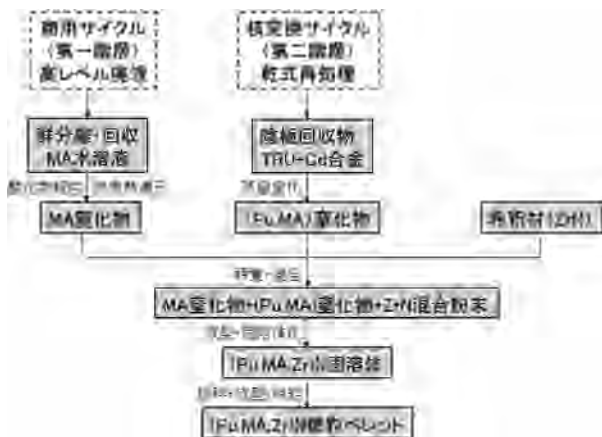 商用サイクル
(第一階層)
高レベル廃液
核変換サイクル
(第二階層)
乾式再処理
群分離・回収
MA水溶液
陰極回収物
TRU+Cd合金
MA窒化物
(Pu,MA)窒化物
希釈材(ZrN)
秤量・混合
MA窒化物+(Pu,MA)窒化物+ZrN混合粉末
(Pu,MA,Zr)N固溶体
(Pu,MA,Zr)N燃料ペレット